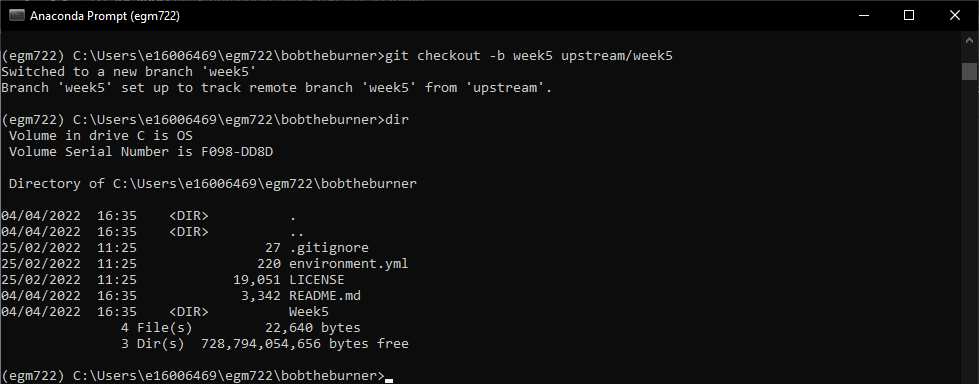 Anaconda Prompt (egm722)
(egm722) C:\Users\e16006469\egm722\bobtheburner>git checkout -b week5 upstream/week5
Switched to a new branch 'week5'
Branch 'week5' set up to track remote branch 'week5' from 'upstream'.
(egm722) C:\Users\e16006469\egm722\bobtheburner>dir
 Volume in drive C is OS
 Volume Serial Number is F098-DD8D
 Directory of C:\Users\e16006469\egm722\bobtheburner
04/04/2022  16:35    <DIR>          .
04/04/2022  16:35    <DIR>          ..
25/02/2022  11:25                27 .gitignore
25/02/2022  11:25               220 environment.yml
25/02/2022  11:25            19,051 LICENSE
04/04/2022  16:35             3,342 README.md
04/04/2022  16:35    <DIR>          Week5
               4 File(s)         22,640 bytes
               3 Dir(s)  728,794,054,656 bytes free
(egm722) C:\Users\e16006469\egm722\bobtheburner>